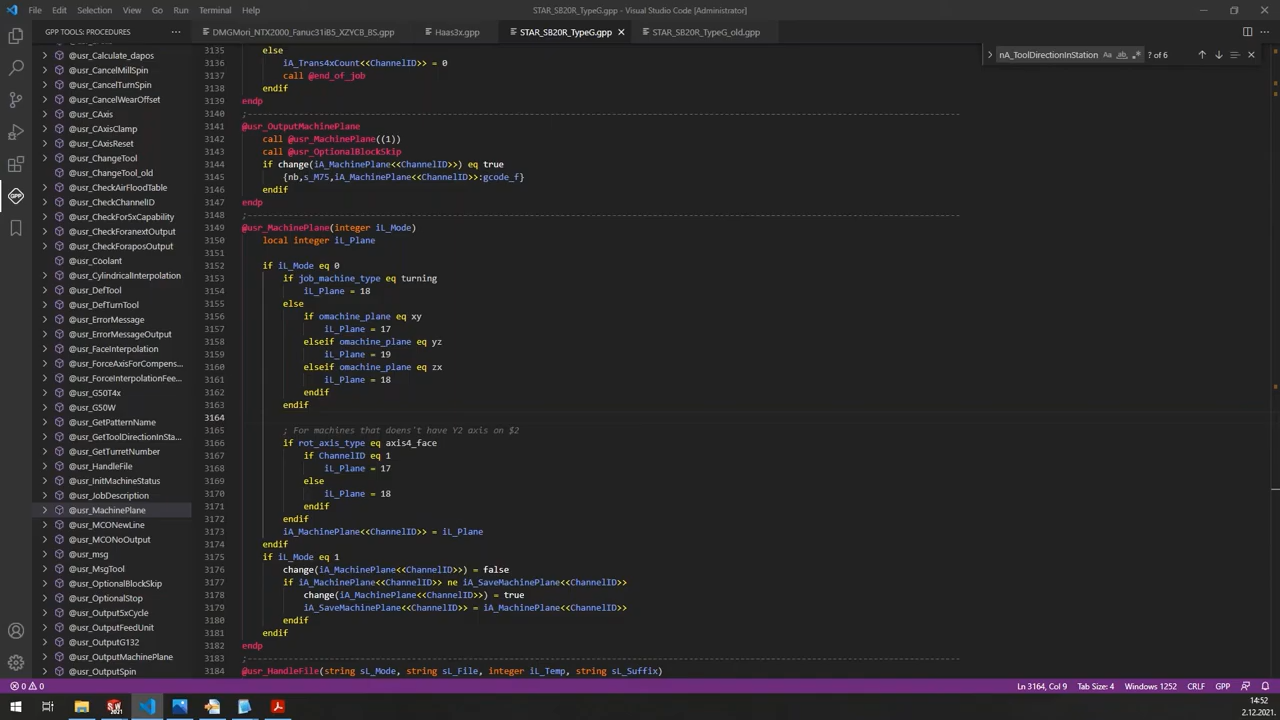 File Edit Selection View Go Run Terminal Help
STAR_SB20R_TypeG.gpp - Visual Studio Code [Administrator]
GPP TOOLS: PROCEDURES
DMGMori_NTX2000_Fanuc31iB5_XZYCB_BS.gpp
Haas3x.gpp
STAR_SB20R_TypeG.gpp
STAR_SB20R_TypeG_old.gpp
nA_ToolDirectionInStation
? of 6
@usr_Calculate_dapos
@usr_CancelMillSpin
@usr_CancelTurnSpin
@usr_CancelWearOffset
@usr_CAxis
@usr_CAxisClamp
@usr_CAxisReset
@usr_ChangeTool
@usr_ChangeTool_old
@usr_CheckAirFloodTable
@usr_CheckChannelID
@usr_CheckFor5xCapability
@usr_CheckForanextOutput
@usr_CheckForaposOutput
@usr_Coolant
@usr_CylindricalInterpolation
@usr_DefTool
@usr_DefTurnTool
@usr_ErrorMessage
@usr_ErrorMessageOutput
@usr_FaceInterpolation
@usr_ForceAxisForCompens...
@usr_ForceInterpolationFee...
@usr_G50T4x
@usr_G50W
@usr_GetPatternName
@usr_GetToolDirectionInSta...
@usr_GetTurretNumber
@usr_HandleFile
@usr_InitMachineStatus
@usr_JobDescription
@usr_MachinePlane
@usr_MCONewLine
@usr_MCONoOutput
@usr_msg
@usr_MsgTool
@usr_OptionalBlockSkip
@usr_OptionalStop
@usr_Output5xCycle
@usr_OutputFeedUnit
@usr_OutputG132
@usr_OutputMachinePlane
@usr_OutputSpin
3135 else
3136 iA_Trans4xCount<<ChannelID>> = 0
3137 call @end_of_job
3138 endif
3139 endp
3140 ;---------------------------------------------------------------
3141 @usr_OutputMachinePlane
3142 call @usr_MachinePlane((1))
3143 call @usr_OptionalBlockSkip
3144 if change(iA_MachinePlane<<ChannelID>>) eq true
3145 {nb,s_M75,iA_MachinePlane<<ChannelID>>:gcode_f}
3146 endif
3147 endp
3148 ;---------------------------------------------------------------
3149 @usr_MachinePlane(integer iL_Mode)
3150 local integer iL_Plane
3151
3152 if iL_Mode eq 0
3153 if job_machine_type eq turning
3154 iL_Plane = 18
3155 else
3156 if omachine_plane eq xy
3157 iL_Plane = 17
3158 elseif omachine_plane eq yz
3159 iL_Plane = 19
3160 elseif omachine_plane eq zx
3161 iL_Plane = 18
3162 endif
3163 endif
3164
3165 ; For machines that doens't have Y2 axis on $2
3166 if rot_axis_type eq axis4_face
3167 if ChannelID eq 1
3168 iL_Plane = 17
3169 else
3170 iL_Plane = 18
3171 endif
3172 endif
3173 iA_MachinePlane<<ChannelID>> = iL_Plane
3174 endif
3175 if iL_Mode eq 1
3176 change(iA_MachinePlane<<ChannelID>>) = false
3177 if iA_MachinePlane<<ChannelID>> ne iA_SaveMachinePlane<<ChannelID>>
3178 change(iA_MachinePlane<<ChannelID>>) = true
3179 iA_SaveMachinePlane<<ChannelID>> = iA_MachinePlane<<ChannelID>>
3180 endif
3181 endif
3182 endp
3183 ;---------------------------------------------------------------
3184 @usr_HandleFile(string sL_Mode, string sL_File, integer iL_Temp, string sL_Suffix)
0 0
Ln 3164, Col 9 Tab Size: 4 Windows 1252 CRLF GPP
14:52
2.12.2021.